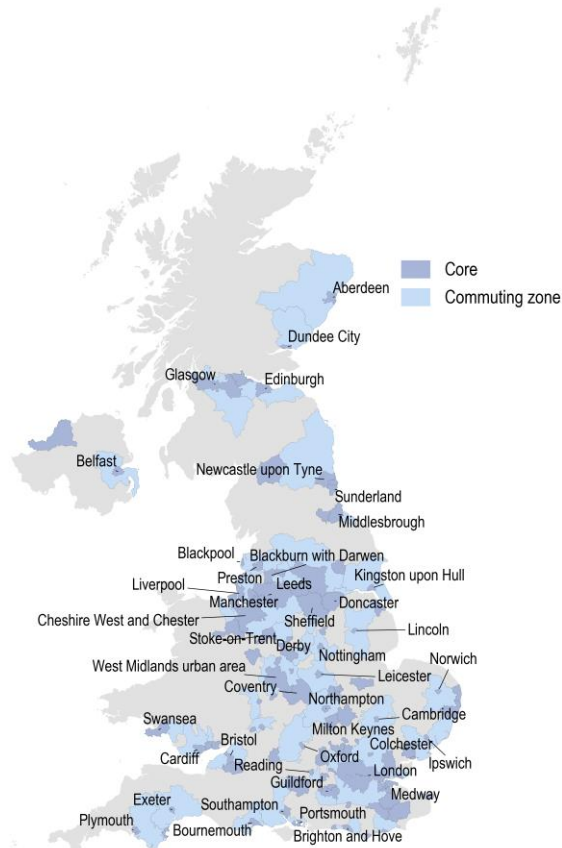 Core
Aberdeen
Commuting zone
Dundee City
Glasgow
Edinburgh
Belfast
Newcastle upon Tyne
Sunderland
Middlesbrough
Blackpool
Blackburn with Darwen
Preston
Kingston upon Hull
Liverpool
Leeds
Manchester
Doncaster
Cheshire West and Chester
Sheffield
Stoke-on-Trent
Lincoln
Derby
Nottingham
Norwich
West Midlands urban area
Leicester
Coventry
Northampton
Cambridge
Swansea
Milton Keynes
Bristol
Colchester
Cardiff
Oxford
Ipswich
Reading
London
Guildford
Medway
Exeter
Southampton
Portsmouth
Plymouth
Bournemouth
Brighton and Hove